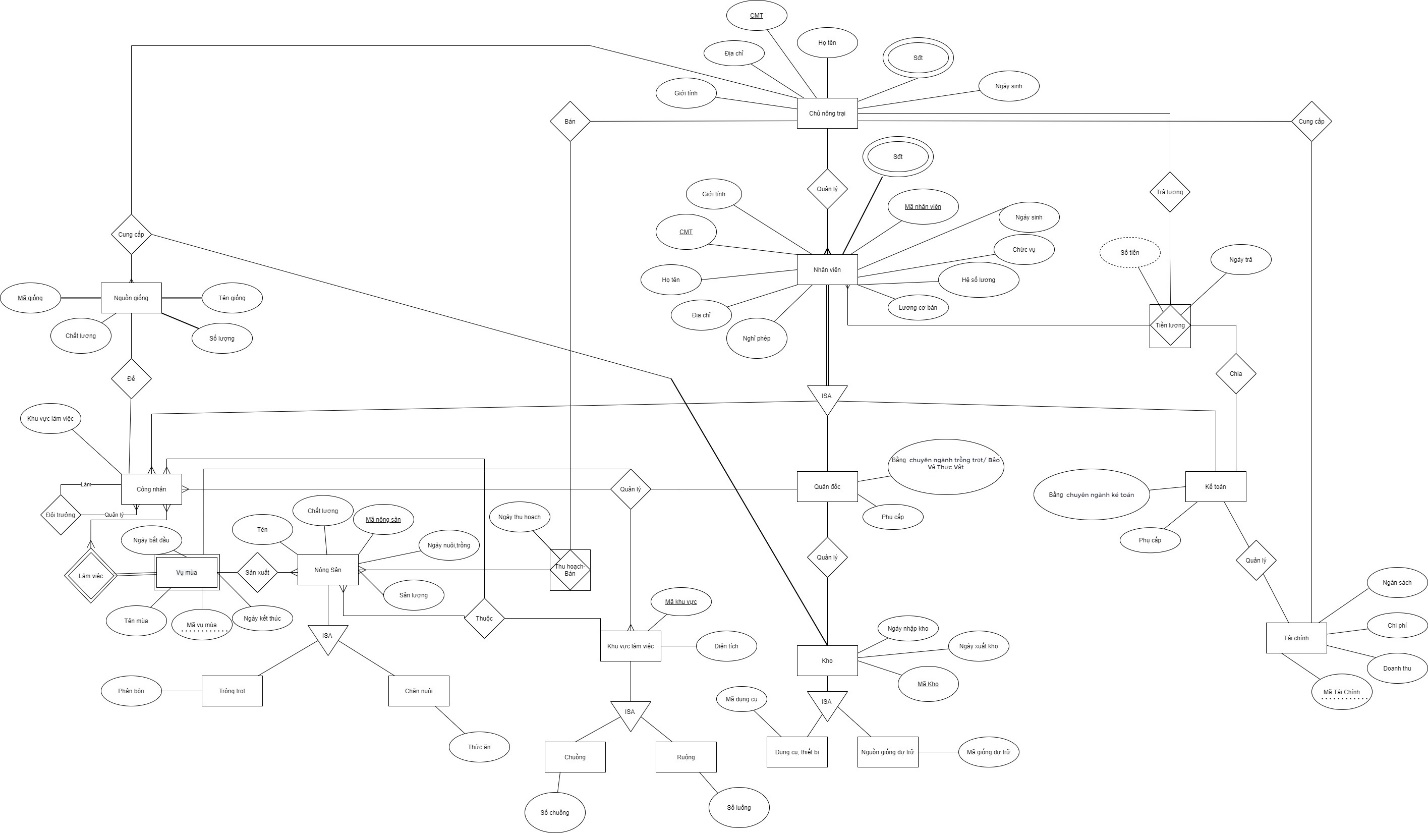 CMT
Họ tên
Địa chỉ
Sđt
Giới tính
Ngày sinh
Chủ nông trại
Bán
Cung cấp
Sđt
Quản lý
Trả lương
Giới tính
Mã nhân viên
Ngày sinh
CMT
Cung cấp
Chức vụ
Số tiền
Ngày trả
Nhân viên
Họ tên
Hệ số lương
Mã giống
Nguồn giống
Tên giống
Lương cơ bản
Địa chỉ
Tiền lương
Chất lương
Số lượng
Nghỉ phép
Chia
Để
ISA
Khu vực làm việc
Bằng chuyên ngành trồng trọt/ Bảo
Vệ Thực Vật
Làm
Công nhân
Quản lý
Quản đốc
Bằng chuyên ngành kế toán
Kế toán
Đội trưởng
Quản lý
Chất lương
Mã nông sản
Ngày thu hoach
Phụ cấp
Tên
Ngày bắt đầu
Ngày nuôi,trồng
Phụ cấp
Quản lý
Quản lý
Làm việc
Vụ mùa
Sản xuất
Nông Sản
Thu hoạch-
Bán
Ngân sách
Sản lượng
Mã khu vực
Tên mùa
Mã vụ mùa
Ngày kết thúc
Thuộc
Ngày nhập kho
Chi phí
ISA
Khu vực làm việc
Diện tích
Ngày xuất kho
Tài chính
Kho
Doanh thu
Phân bón
Trồng trọt
Chăn nuôi
Mã Kho
Mã Tài Chính
Mã dụng cụ
ISA
ISA
Thức ăn
Chuồng
Ruộng
Dụng cụ, thiết bị
Nguồn giống dự trữ
Mã giống dự trữ
Số chuồng
Số luống